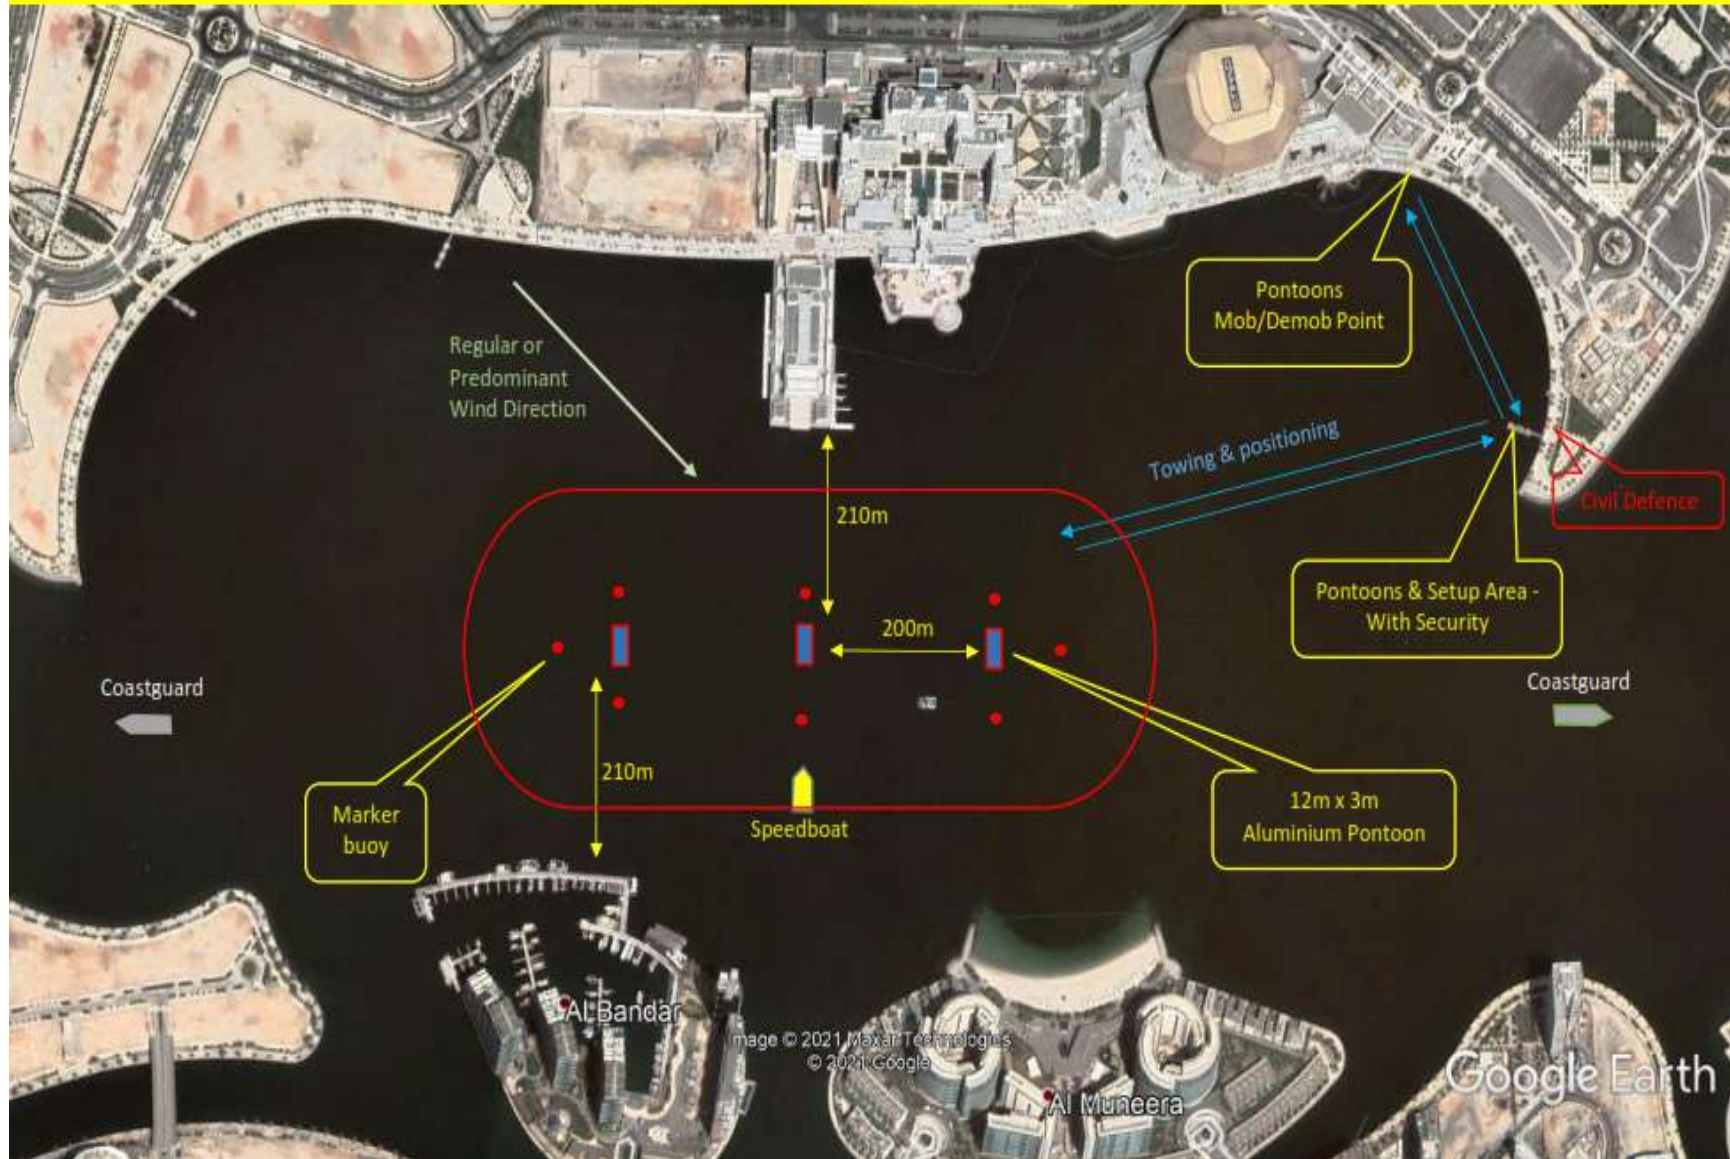 Pontoons
Mob/Demob Point
Regular or
Predominant
Wind Direction
Towing & positioning
Civil Defence
210m
Pontoons & Setup Area -
With Security
200m
Coastguard
Coastguard
210m
Marker
buoy
Speedboat
12m x 3m
Aluminium Pontoon
Al Bandar
Image © 2021 Maxar Technologies
© 2021 Google
Google Earth
Al Muneera